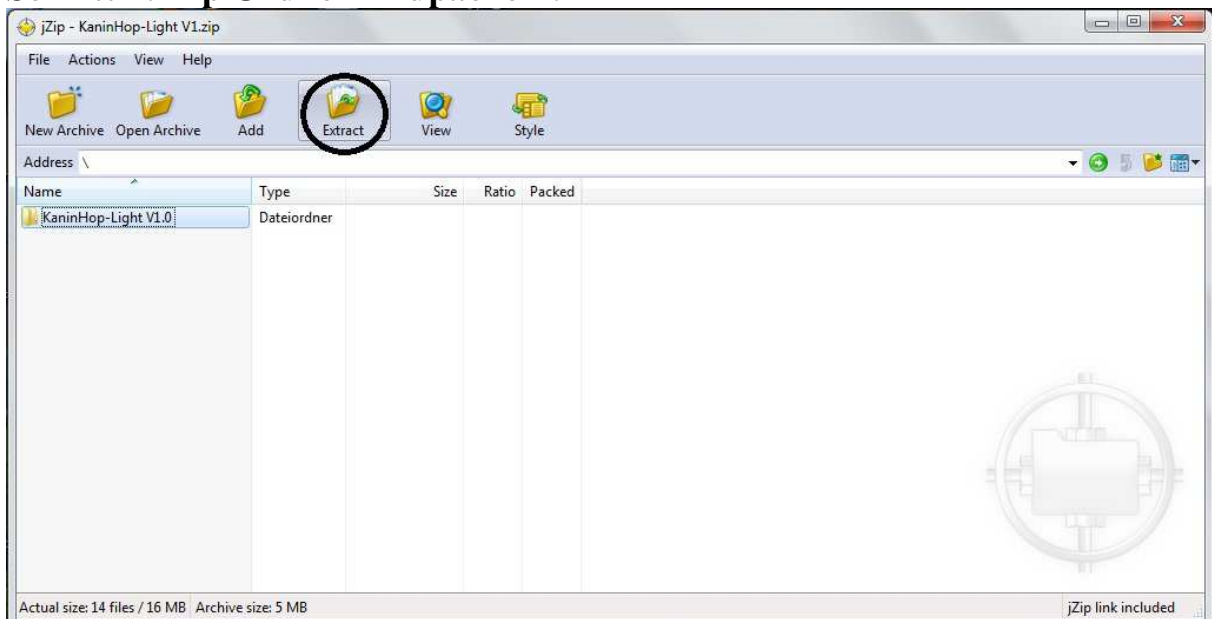 jZip - KaninHop-Light V1.zip
File Actions View Help
New Archive Open Archive Add Extract View Style
Address \
Name Type Size Ratio Packed
KaninHop-Light V1.0 Dateiordner
Actual size: 14 files / 16 MB Archive size: 5 MB jZip link included